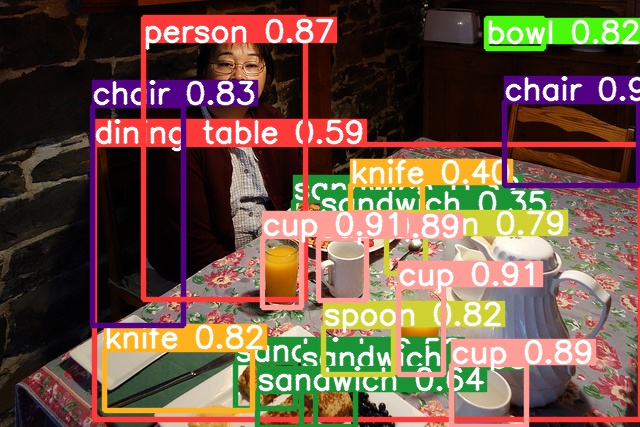 person 0.87
bowl 0.82
chair 0.83
chair 0.9
dining table 0.59
knife 0.40
sandwich 0.35
cup 0.91
.89
n 0.79
cup 0.91
spoon 0.82
knife 0.82
sandwich
cup 0.89
sandwich 0.64